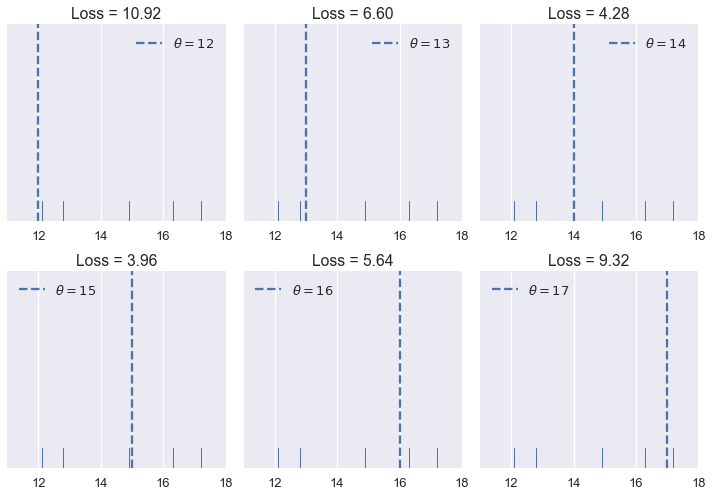 Loss = 10.92
θ = 12
12 14 16 18
Loss = 6.60
θ = 13
12 14 16 18
Loss = 4.28
θ = 14
12 14 16 18
Loss = 3.96
θ = 15
12 14 16 18
Loss = 5.64
θ = 16
12 14 16 18
Loss = 9.32
θ = 17
12 14 16 18